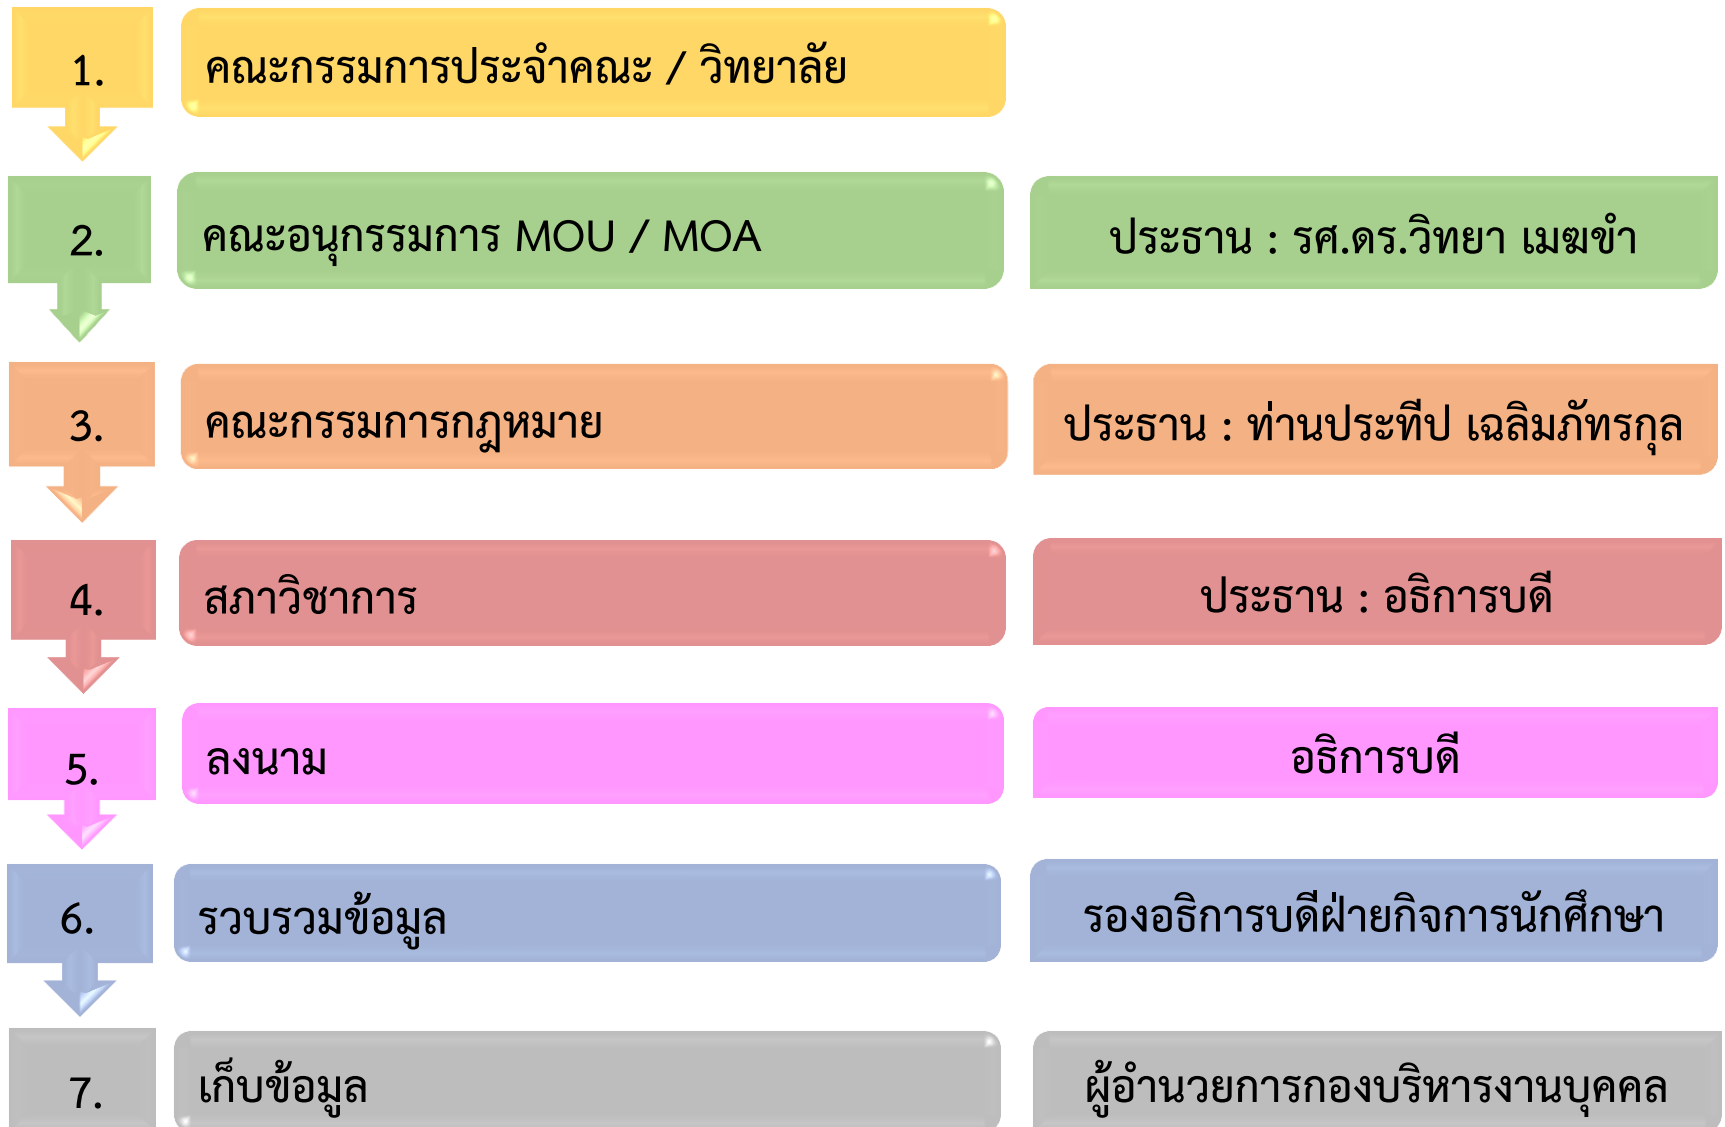 1.
คณะกรรมการประจำคณะ / วิทยาลัย
2.
คณะอนุกรรมการ MOU / MOA
ประธาน : รศ.ดร.วิทยา เมฆขำ
3.
คณะกรรมการกฎหมาย
ประธาน : ท่านประทีป เฉลิมภัทรกุล
4.
สภาวิชาการ
ประธาน : อธิการบดี
5.
ลงนาม
อธิการบดี
6.
รวบรวมข้อมูล
รองอธิการบดีฝ่ายกิจการนักศึกษา
7.
เก็บข้อมูล
ผู้อำนวยการกองบริหารงานบุคคล